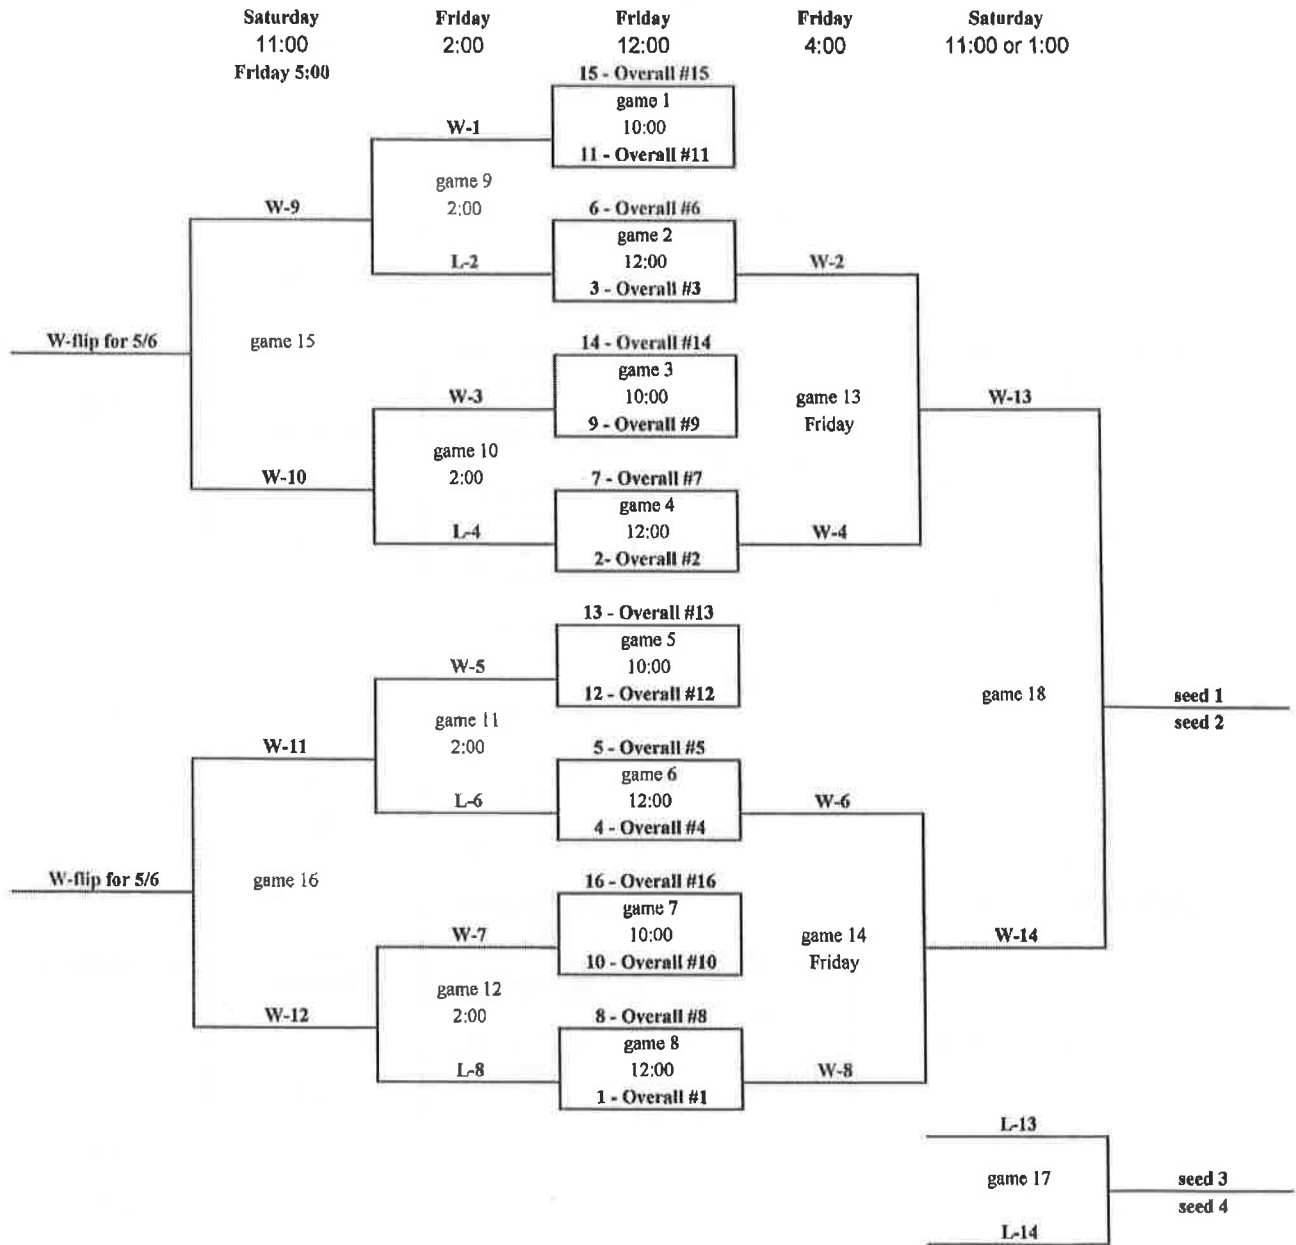 Saturday Friday Friday Friday Saturday
11:00 2:00 12:00 4:00 11:00 or 1:00
Friday 5:00
15 - Overall #15
game 1
W-1
10:00
11 - Overall #11
game 9
W-9
2:00
6 - Overall #6
game 2
L-2
12:00
W-2
3 - Overall #3
W-flip for 5/6
game 15
14 - Overall #14
game 3
W-3
10:00
game 13
Friday
W-13
9 - Overall #9
game 10
W-10
2:00
7 - Overall #7
game 4
L-4
12:00
W-4
2- Overall #2
13 - Overall #13
game 5
W-5
10:00
12 - Overall #12
game 18
seed 1
seed 2
game 11
W-11
2:00
5 - Overall #5
game 6
L-6
12:00
W-6
4 - Overall #4
W-flip for 5/6
game 16
16 - Overall #16
game 7
W-7
10:00
game 14
Friday
W-14
10 - Overall #10
game 12
W-12
2:00
8 - Overall #8
game 8
L-8
12:00
W-8
1 - Overall #1
L-13
game 17
seed 3
seed 4
L-14